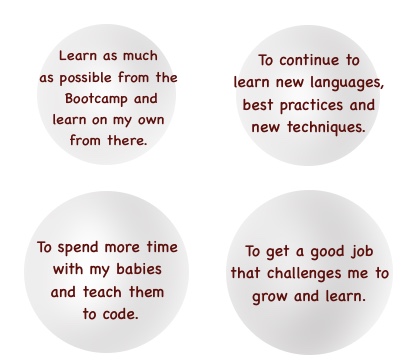 Learn as much
as possible from the
Bootcamp and
learn on my own
from there.
To continue to
learn new languages,
best practices and
new techniques.
To spend more time
with my babies
and teach them
to code.
To get a good job
that challenges me to
grow and learn.